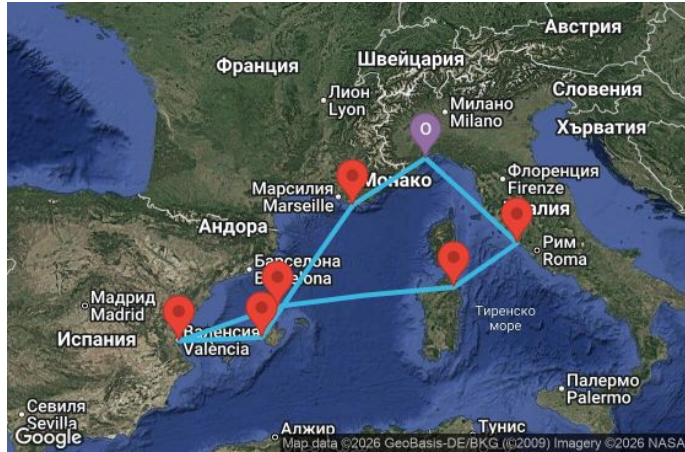 Австрия
Франция
Швейцария
Словения
Лион
Lyon
Милано
Milano
Хърватия
О
Монако
Флоренция
Firenze
Марсилия
Marseille
алия
Андора
Рим
Roma
Барселона
Мадрид
Madrid
Тиренско
море
Валенсия
València
Испания
Палермо
Palermo
Севиля
Sevilla
Google
Алжир
Тунис
Map data ©2026 GeoBasis-DE/BKG (©2009) Imagery ©2026 NASA